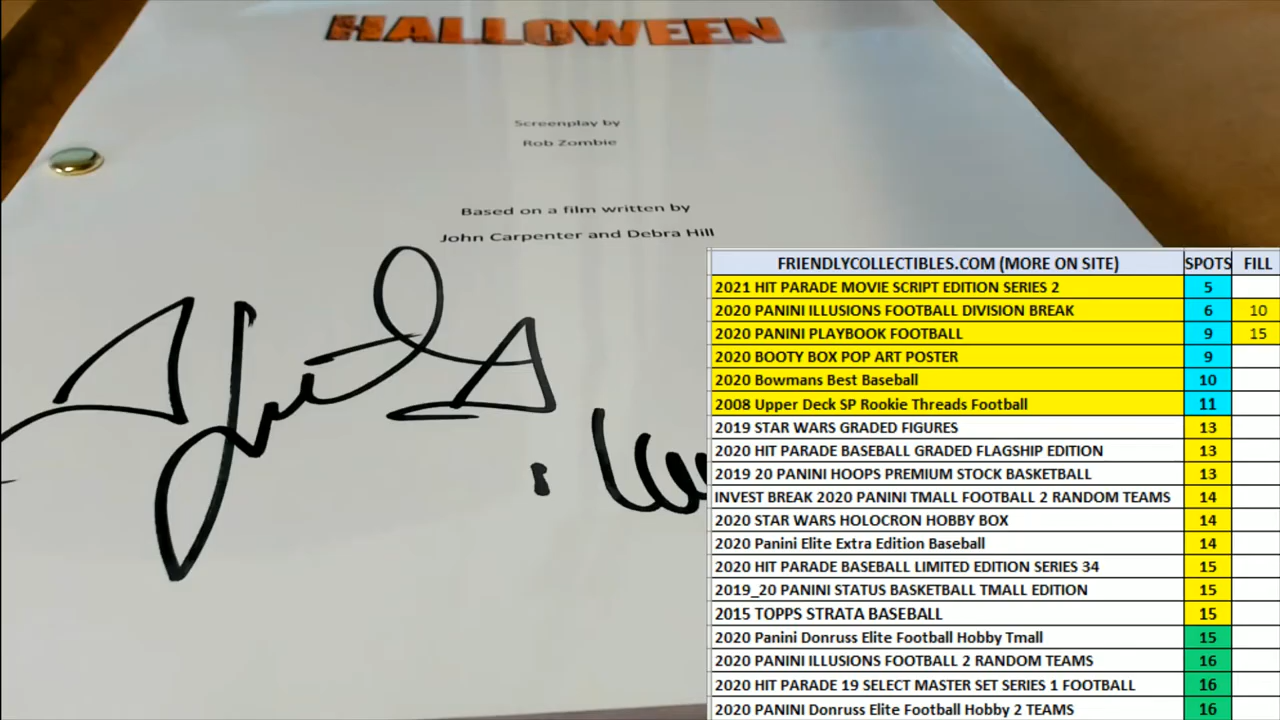 HALLOWEEN
Screenplay by
Rob Zombie
Based on a film written by
John Carpenter and Debra Hill
FRIENDLYCOLLECTIBLES.COM (MORE ON SITE) SPOTS FILL
2021 HIT PARADE MOVIE SCRIPT EDITION SERIES 2 5
2020 PANINI ILLUSIONS FOOTBALL DIVISION BREAK 6 10
2020 PANINI PLAYBOOK FOOTBALL 9 15
2020 BOOTY BOX POP ART POSTER 9
2020 Bowmans Best Baseball 10
2008 Upper Deck SP Rookie Threads Football 11
2019 STAR WARS GRADED FIGURES 13
2020 HIT PARADE BASEBALL GRADED FLAGSHIP EDITION 13
2019 20 PANINI HOOPS PREMIUM STOCK BASKETBALL 13
INVEST BREAK 2020 PANINI TMALL FOOTBALL 2 RANDOM TEAMS 14
2020 STAR WARS HOLOCRON HOBBY BOX 14
2020 Panini Elite Extra Edition Baseball 14
2020 HIT PARADE BASEBALL LIMITED EDITION SERIES 34 15
2019_20 PANINI STATUS BASKETBALL TMALL EDITION 15
2015 TOPPS STRATA BASEBALL 15
2020 Panini Donruss Elite Football Hobby Tmall 15
2020 PANINI ILLUSIONS FOOTBALL 2 RANDOM TEAMS 16
2020 HIT PARADE 19 SELECT MASTER SET SERIES 1 FOOTBALL 16
2020 PANINI Donruss Elite Football Hobby 2 TEAMS 16